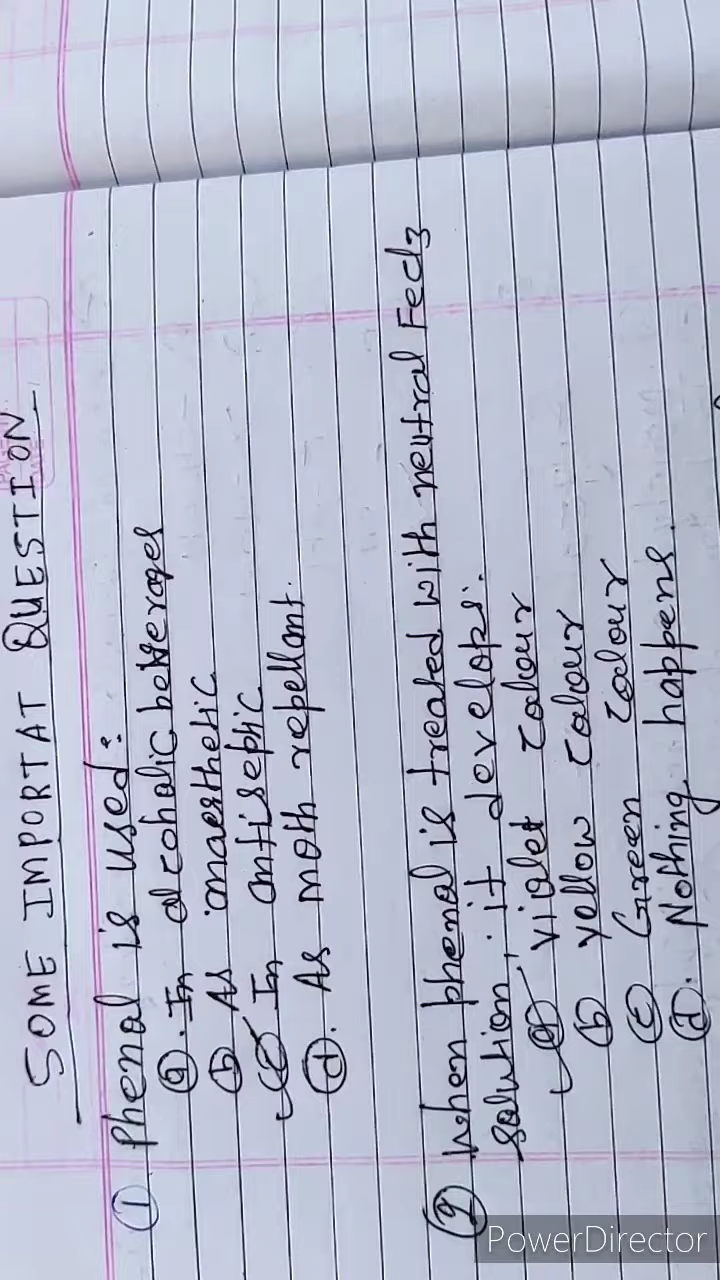 SOME IMPORTAT QUESTION
① Phenol is used:
ⓐ. In alcoholic beverages
ⓑ As anaesthetic
ⓒ In antiseptic
ⓓ. As moth repellant.
② When phenol is treated with neutral FeCl3
solution, it develops:
ⓐ violet colour
ⓑ yellow colour
ⓒ Green colour
ⓓ. Nothing happens.
PowerDirector